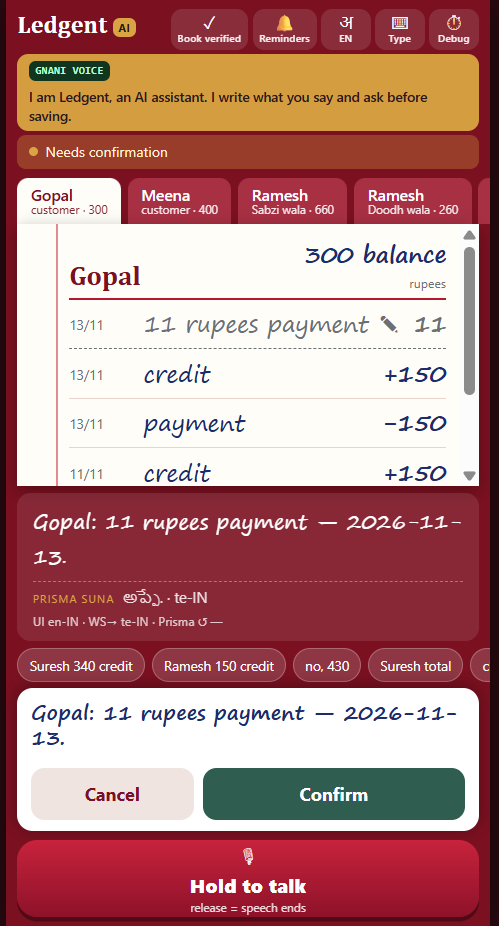 Ledgent AI
✓ Book verified
🔔 Reminders
अ EN
⌨ Type
⏱ Debug
GNANI VOICE
I am Ledgent, an AI assistant. I write what you say and ask before
saving.
Needs confirmation
Gopal
customer · 300
Meena
customer · 400
Ramesh
Sabzi wala · 660
Ramesh
Doodh wala · 260
300 balance
Gopal
rupees
13/11 11 rupees payment ✏ 11
13/11 credit +150
13/11 payment −150
11/11 credit +150
Gopal: 11 rupees payment — 2026-11-
13.
PRISMA SUNA అప్పే. · te-IN
UI en-IN · WS→ te-IN · Prisma ↺ —
Suresh 340 credit
Ramesh 150 credit
no, 430
Suresh total
Gopal: 11 rupees payment — 2026-11-
13.
Cancel
Confirm
Hold to talk
release = speech ends